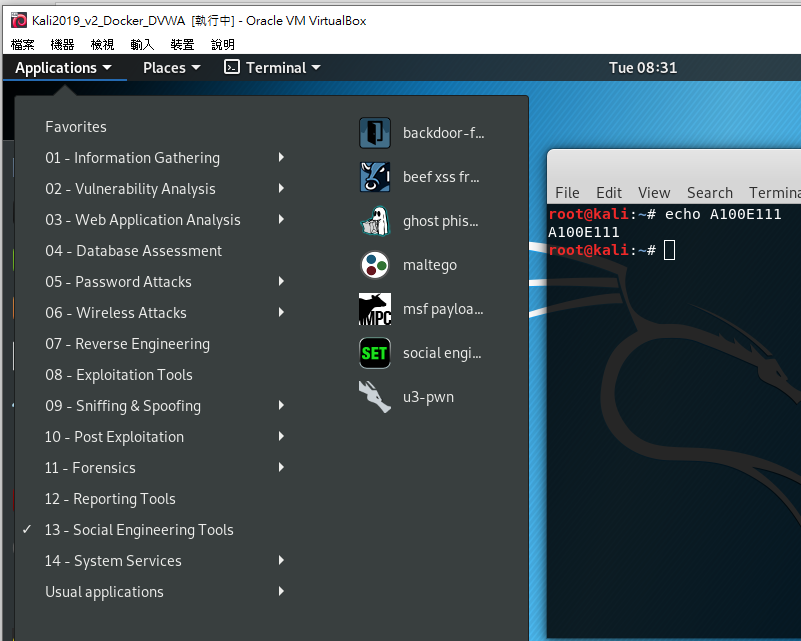 Kali2019_v2_Docker_DVWA [執行中] - Oracle VM VirtualBox
檔案 機器 檢視 輸入 裝置 說明
Applications Places Terminal Tue 08:31
Favorites
01 - Information Gathering
02 - Vulnerability Analysis
03 - Web Application Analysis
04 - Database Assessment
05 - Password Attacks
06 - Wireless Attacks
07 - Reverse Engineering
08 - Exploitation Tools
09 - Sniffing & Spoofing
10 - Post Exploitation
11 - Forensics
12 - Reporting Tools
✓ 13 - Social Engineering Tools
14 - System Services
Usual applications
backdoor-f...
beef xss fr...
ghost phis...
maltego
MPC
msf payloa...
SET
social engi...
u3-pwn
File Edit View Search Termina
root@kali:~# echo A100E111
A100E111
root@kali:~#